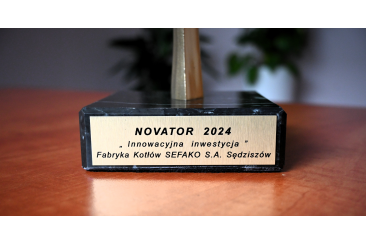 NOVATOR 2024
„ Innowacyjna inwestycja "
Fabryka Kotłów SEFAKO S.A. Sędziszów